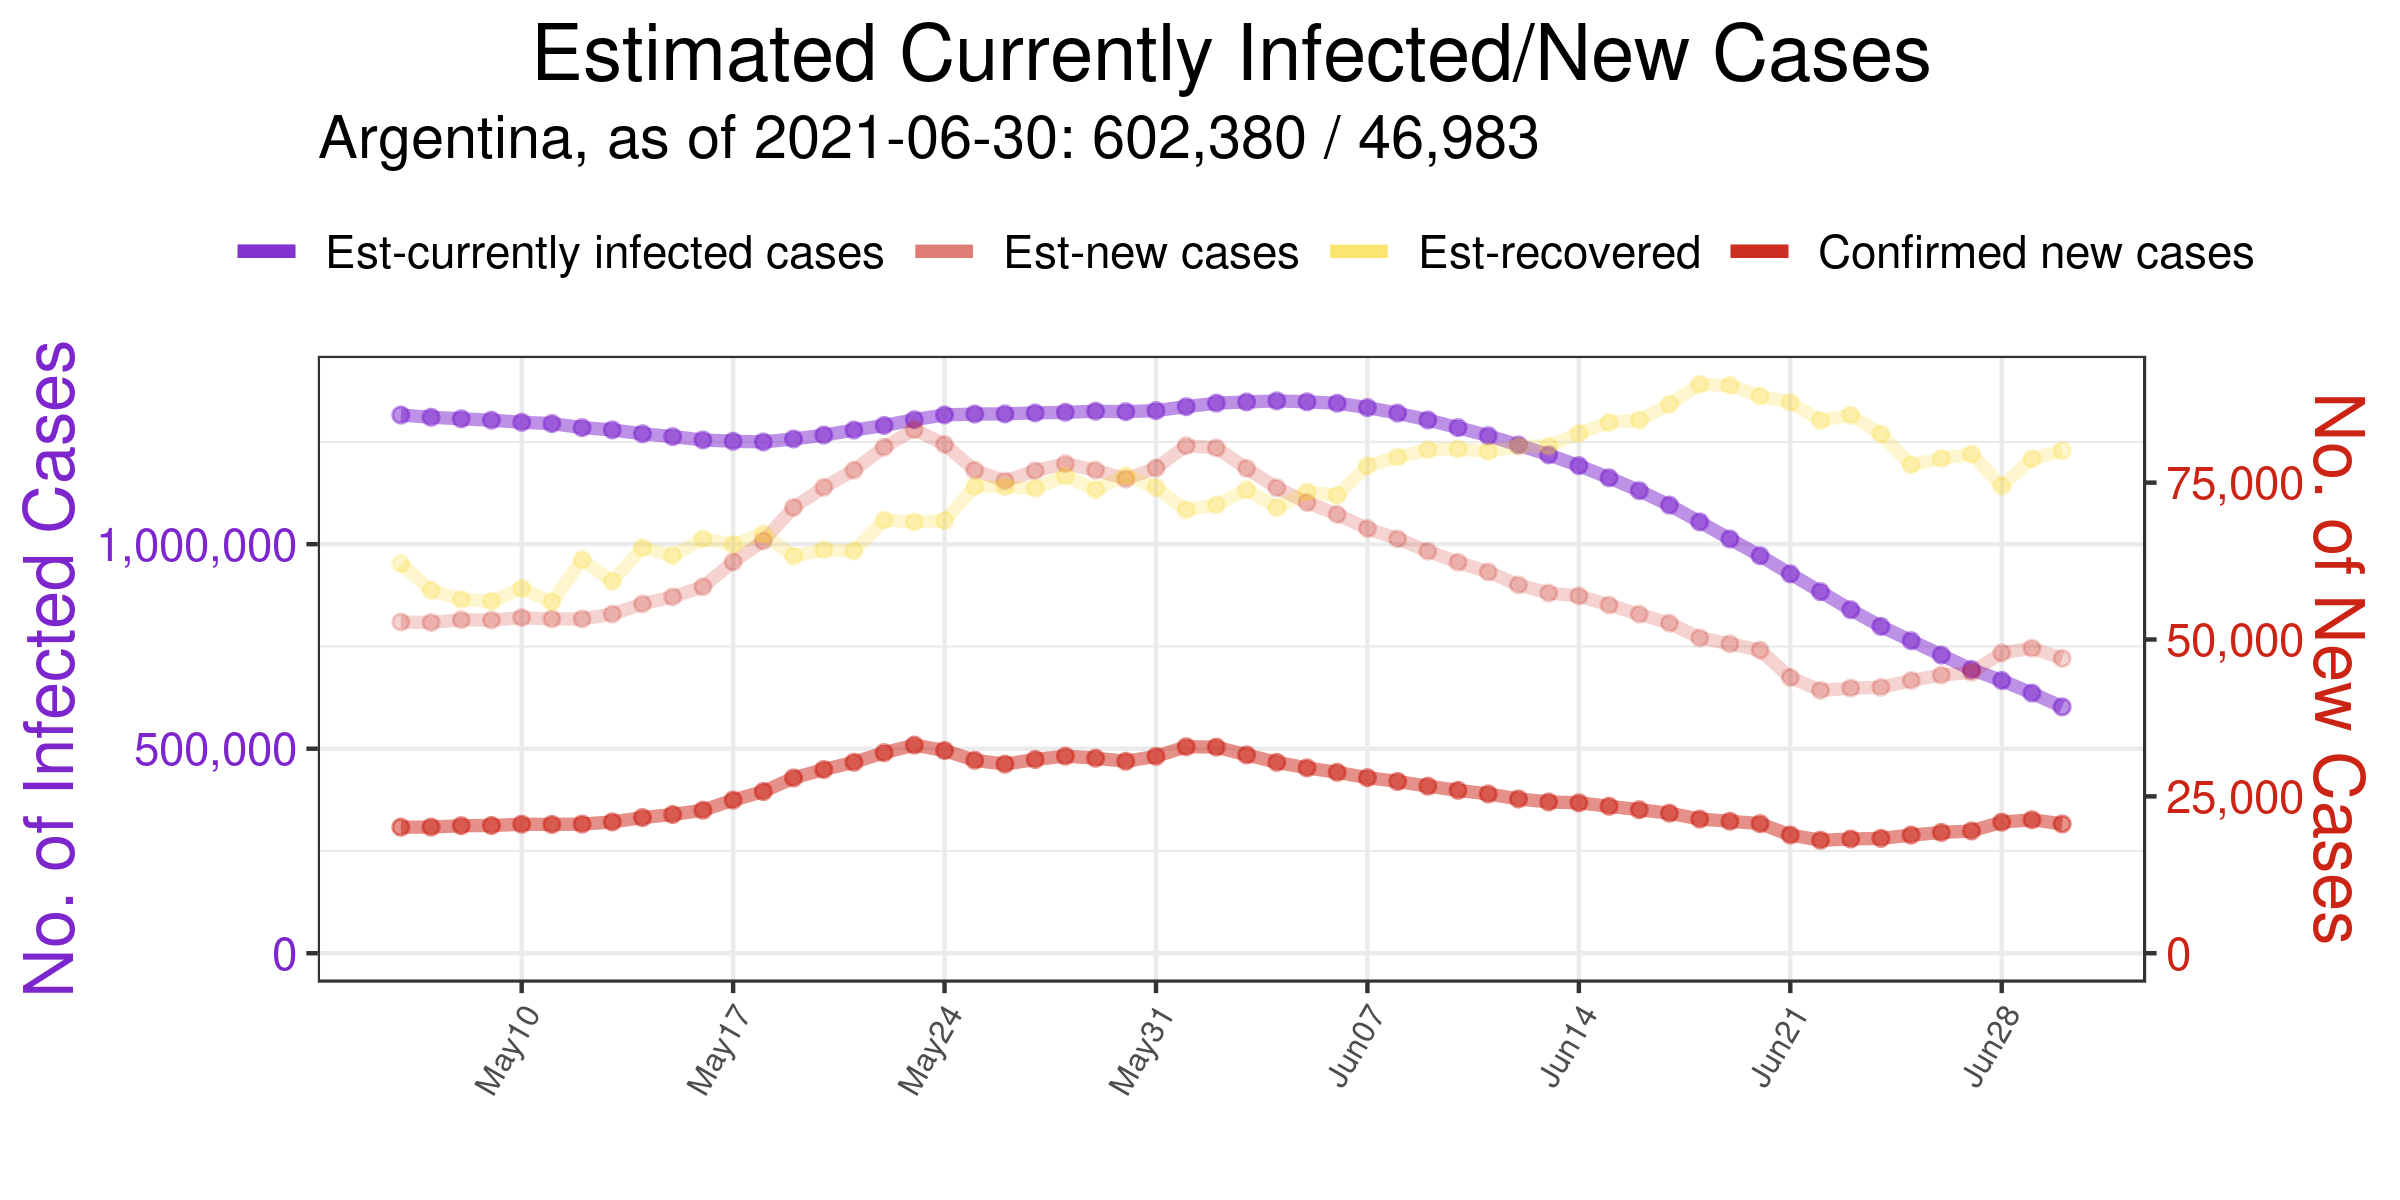 Estimated Currently Infected/New Cases
Argentina, as of 2021-06-30: 602,380 / 46,983
Est-currently infected cases Est-new cases Est-recovered Confirmed new cases
No. of Infected Cases
1,000,000
500,000
0
75,000
50,000
25,000
0
No. of New Cases
May10 May17 May24 May31 Jun07 Jun14 Jun21 Jun28